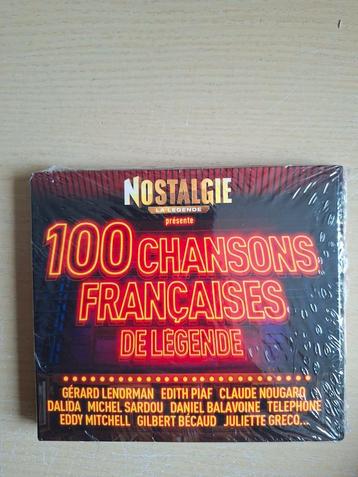 NOSTALGIE
LA LEGENDE
présente
100 CHANSONS
FRANÇAISES
DE LÉGENDE
GÉRARD LENORMAN EDITH PIAF CLAUDE NOUGARO
DALIDA MICHEL SARDOU DANIEL BALAVOINE TELEPHONE
EDDY MITCHELL GILBERT BÉCAUD JULIETTE GRECO...